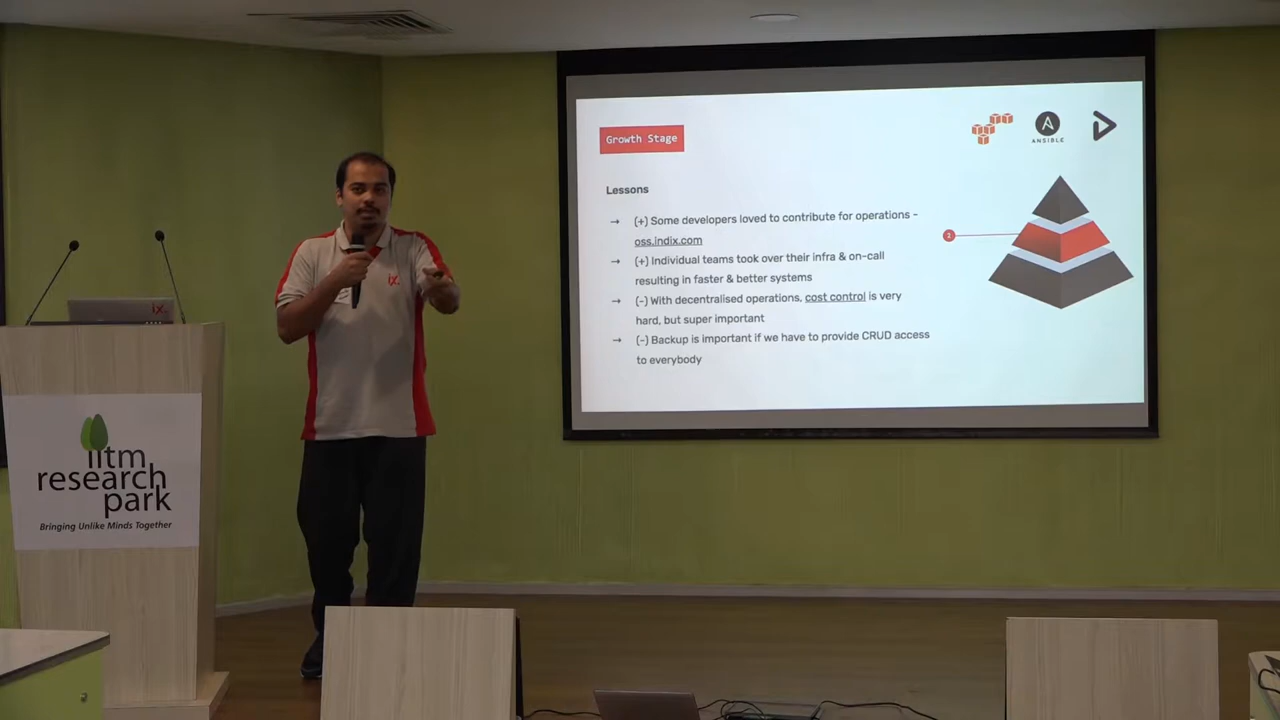 Growth Stage
ANSIBLE
Lessons
→ (+) Some developers loved to contribute for operations -
oss.indix.com
→ (+) Individual teams took over their infra & on-call
resulting in faster & better systems
→ (-) With decentralised operations, cost control is very
hard, but super important
→ (-) Backup is important if we have to provide CRUD access
to everybody
2
ix.
ix.
iitm
research
park
Bringing Unlike Minds Together